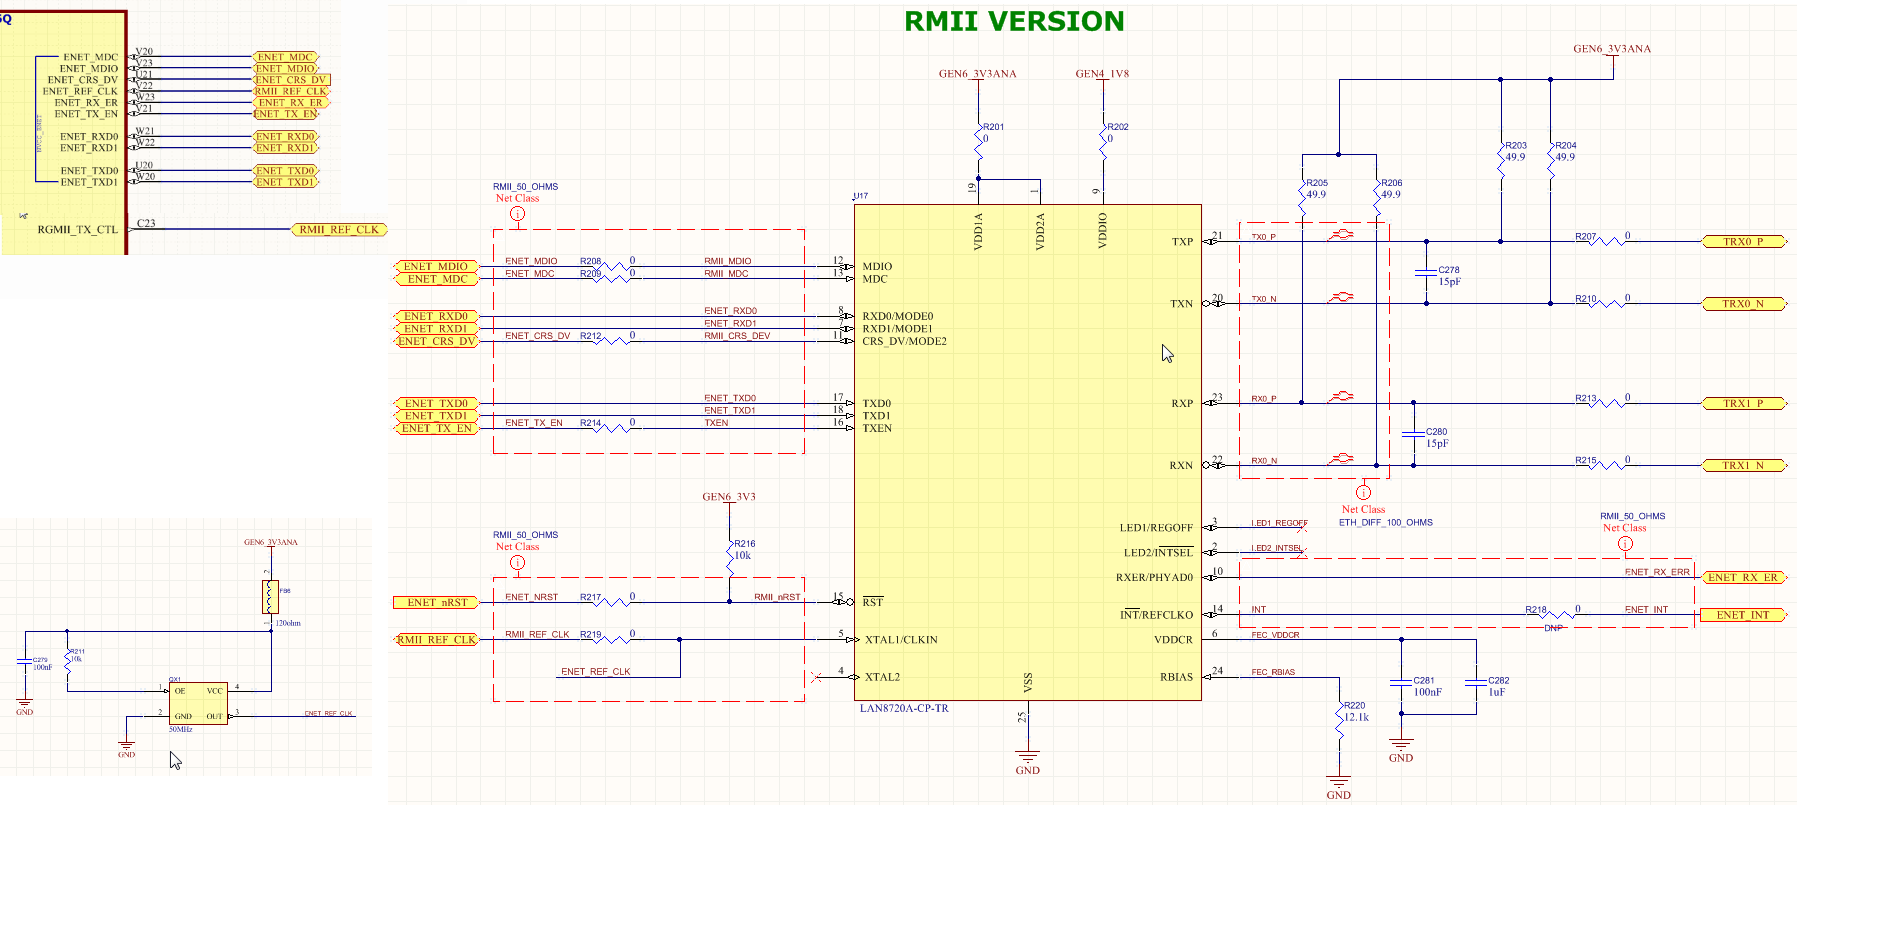 RMII VERSION
SQ
ENET_MDC V20 ENET_MDC
ENET_MDIO V23 ENET_MDIO
ENET_CRS_DV U21 ENET_CRS_DV
ENET_REF_CLK V22 RMII_REF_CLK
ENET_RX_ER W23 ENET_RX_ER
ENET_TX_EN V21 ENET_TX_EN
ENET_RXD0 W21 ENET_RXD0
ENET_RXD1 W22 ENET_RXD1
ENET_TXD0 U20 ENET_TXD0
ENET_TXD1 W20 ENET_TXD1
NVCC_ENET
RGMII_TX_CTL C23 RMII_REF_CLK
GEN6_3V3ANA
GEN4_1V8
GEN6_3V3ANA
R201
0
R202
0
R203
49.9
R204
49.9
R205
49.9
R206
49.9
19
1
9
RMII_50_OHMS
Net Class
i
U17
VDD1A
VDD2A
VDDIO
ENET_MDIO ENET_MDIO R208 0 RMII_MDIO 12 MDIO
ENET_MDC ENET_MDC R209 0 RMII_MDC 13 MDC
ENET_RXD0 ENET_RXD0 8 RXD0/MODE0
ENET_RXD1 ENET_RXD1 7 RXD1/MODE1
ENET_CRS_DV ENET_CRS_DV R212 0 RMII_CRS_DEV 11 CRS_DV/MODE2
ENET_TXD0 ENET_TXD0 17 TXD0
ENET_TXD1 ENET_TXD1 18 TXD1
ENET_TX_EN ENET_TX_EN R214 0 TXEN 16 TXEN
TXP 21 TX0_P R207 0 TRX0_P
C278
15pF
TXN 20 TX0_N R210 0 TRX0_N
RXP 23 RX0_P R213 0 TRX1_P
C280
15pF
RXN 22 RX0_N R215 0 TRX1_N
i
Net Class
ETH_DIFF_100_OHMS
GEN6_3V3
R216
10k
RMII_50_OHMS
Net Class
i
ENET_nRST ENET_NRST R217 0 RMII_nRST 15 RST
RMII_REF_CLK RMII_REF_CLK R219 0 5 XTAL1/CLKIN
ENET_REF_CLK 4 XTAL2
LED1/REGOFF 3 LED1_REGOFF
LED2/INTSEL 2 LED2_INTSEL
RMII_50_OHMS
Net Class
i
RXER/PHYAD0 10 ENET_RX_ERR ENET_RX_ER
INT/REFCLKO 14 INT R218 0 ENET_INT ENET_INT
DNP
VDDCR 6 FEC_VDDCR
RBIAS 24 FEC_RBIAS
C281
100nF
C282
1uF
R220
12.1k
GND
GND
VSS
25
GND
LAN8720A-CP-TR
GEN6_3V3ANA
2
FB6
1
120ohm
C279
100nF
R211
10k
GND
QX1
1 OE VCC 4
2 GND OUT 3 ENET_REF_CLK
50MHz
GND